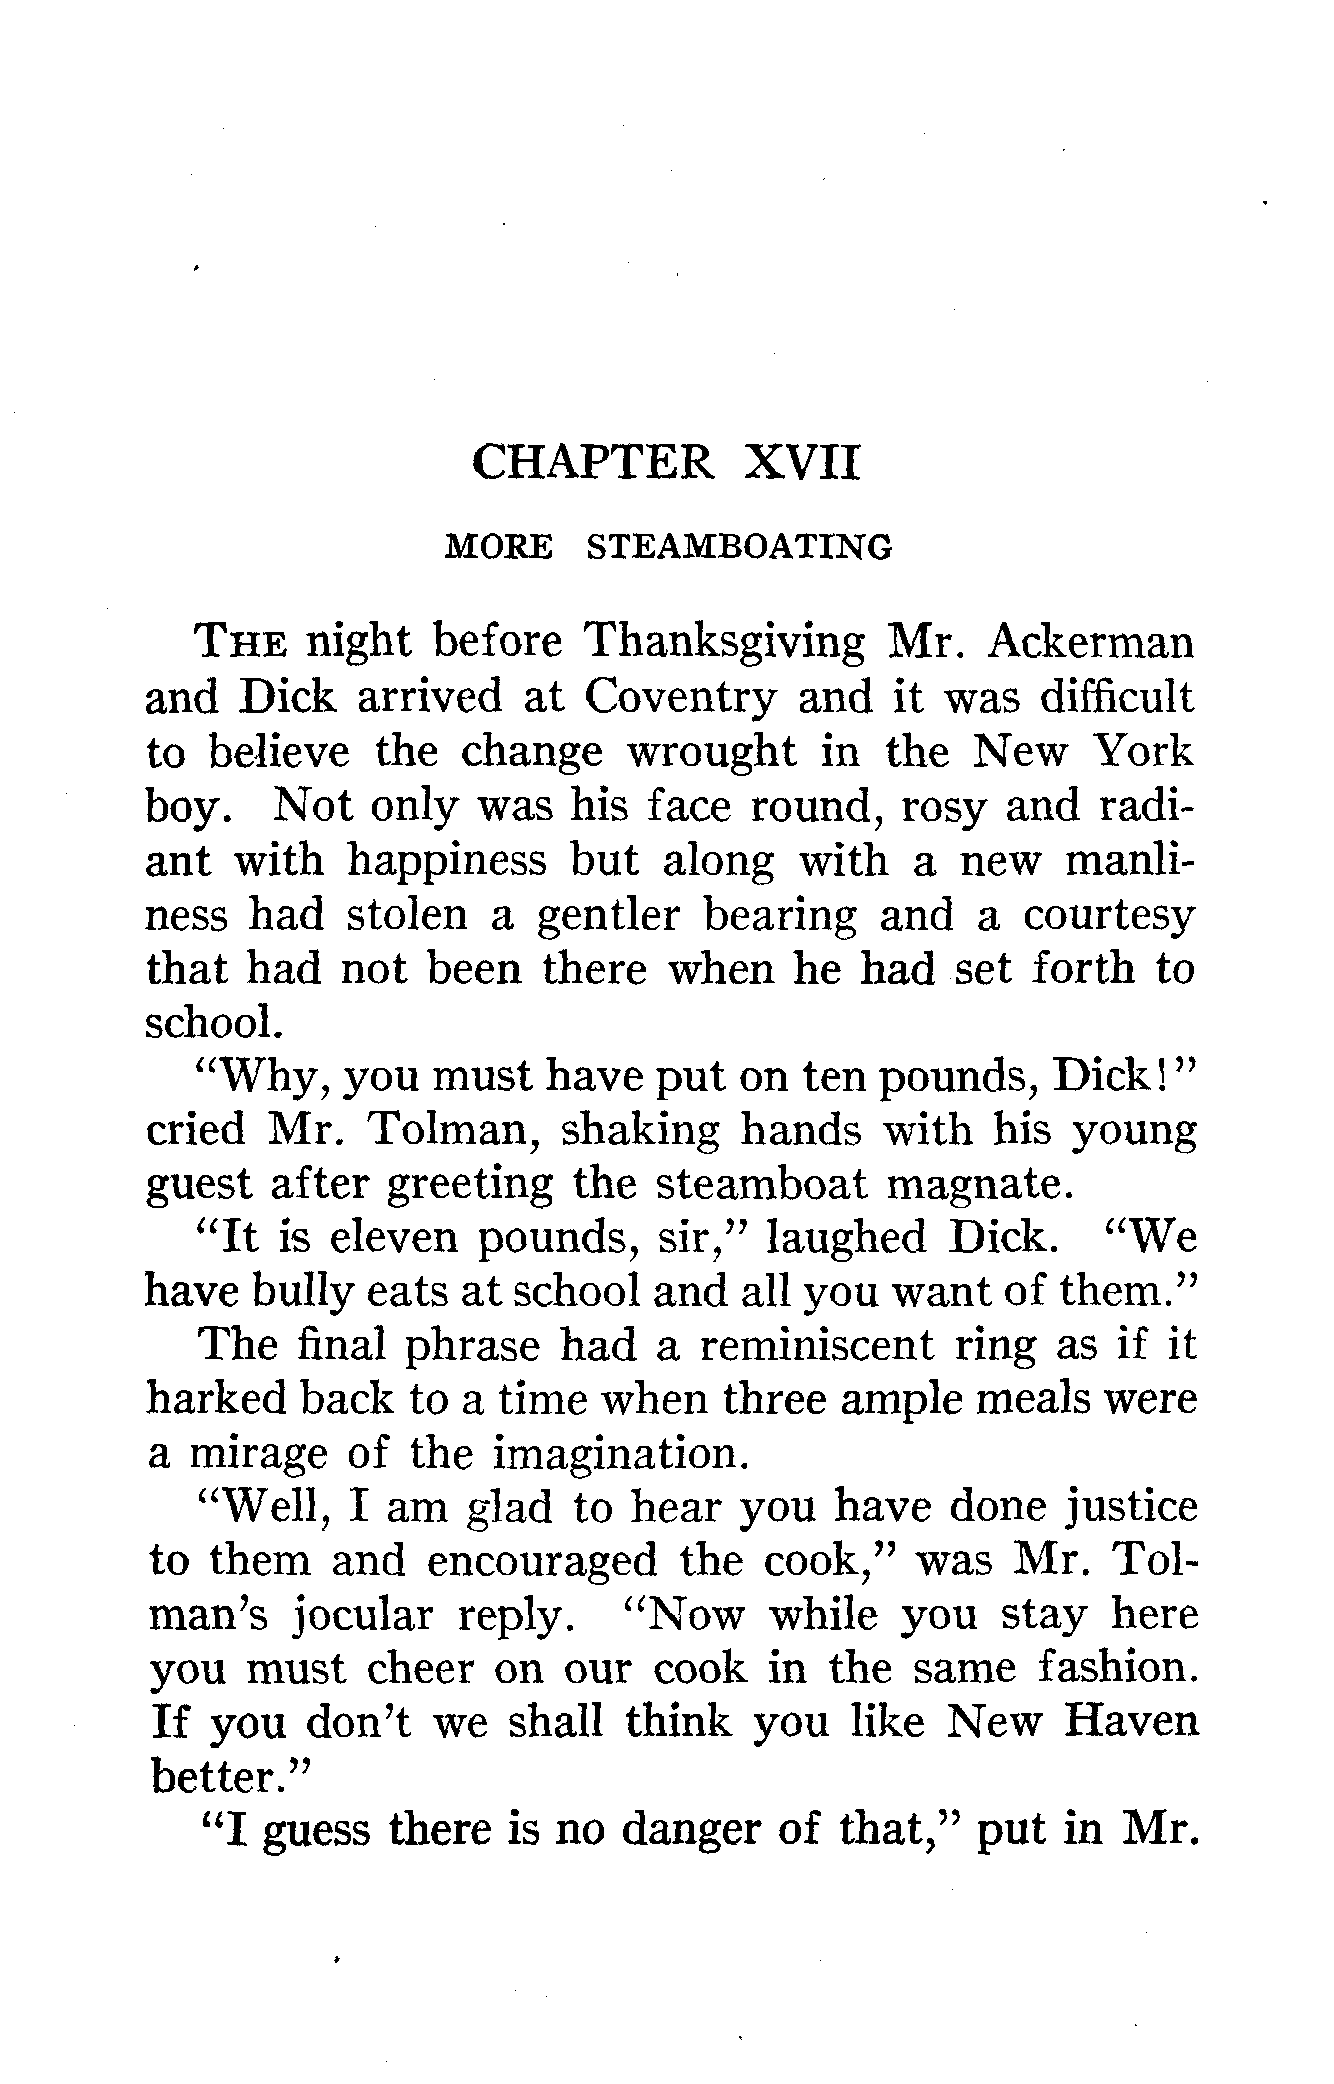 CHAPTER XVII
MORE STEAMBOATING
THE night before Thanksgiving Mr. Ackerman
and Dick arrived at Coventry and it was difficult
to believe the change wrought in the New York
boy. Not only was his face round, rosy and radi-
ant with happiness but along with a new manli-
ness had stolen a gentler bearing and a courtesy
that had not been there when he had set forth to
school.
“Why, you must have put on ten pounds, Dick!”
cried Mr. Tolman, shaking hands with his young
guest after greeting the steamboat magnate.
“It is eleven pounds, sir,” laughed Dick. “We
have bully eats at school and all you want of them.”
The final phrase had a reminiscent ring as if it
harked back to a time when three ample meals were
a mirage of the imagination.
“Well, I am glad to hear you have done justice
to them and encouraged the cook,” was Mr. Tol-
man’s jocular reply. “Now while you stay here
you must cheer on our cook in the same fashion.
If you don’t we shall think you like New Haven
better.”
“I guess there is no danger of that,” put in Mr.